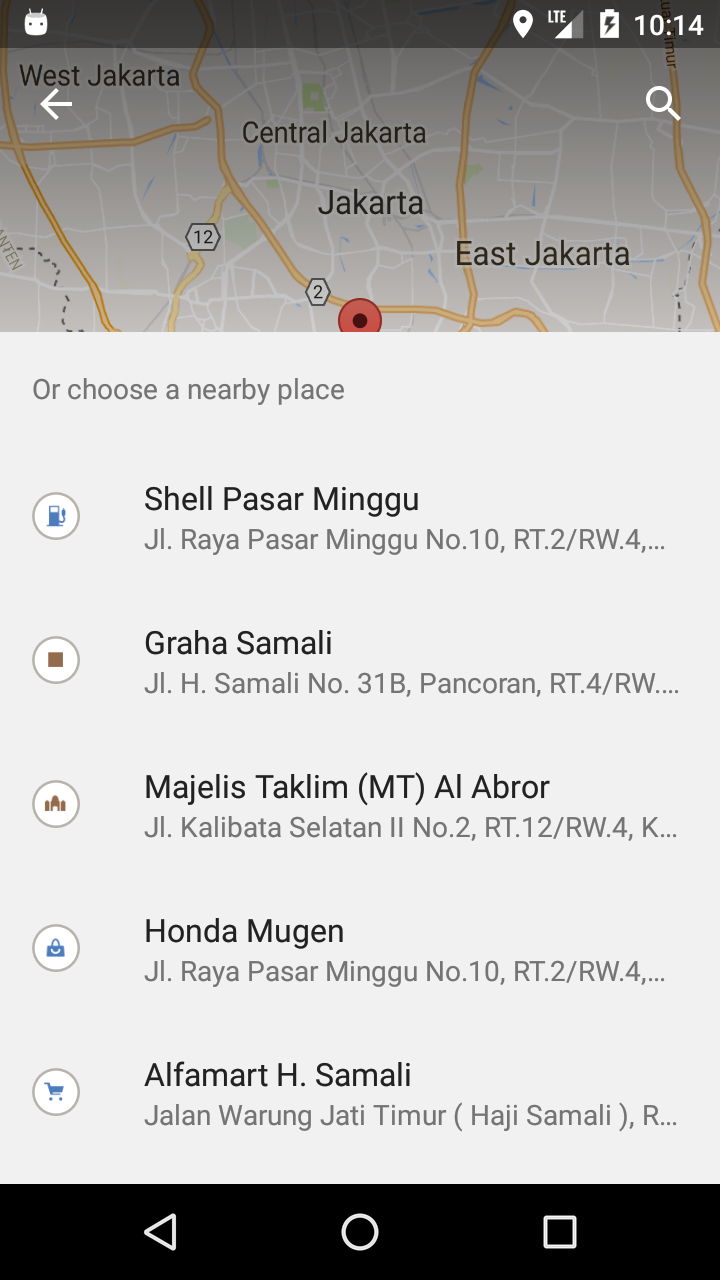 LTE 10:14
West Jakarta
Central Jakarta
Jakarta
12
East Jakarta
2
Or choose a nearby place
Shell Pasar Minggu
Jl. Raya Pasar Minggu No.10, RT.2/RW.4,...
Graha Samali
Jl. H. Samali No. 31B, Pancoran, RT.4/RW....
Majelis Taklim (MT) Al Abror
Jl. Kalibata Selatan II No.2, RT.12/RW.4, K...
Honda Mugen
Jl. Raya Pasar Minggu No.10, RT.2/RW.4,...
Alfamart H. Samali
Jalan Warung Jati Timur ( Haji Samali ), R...